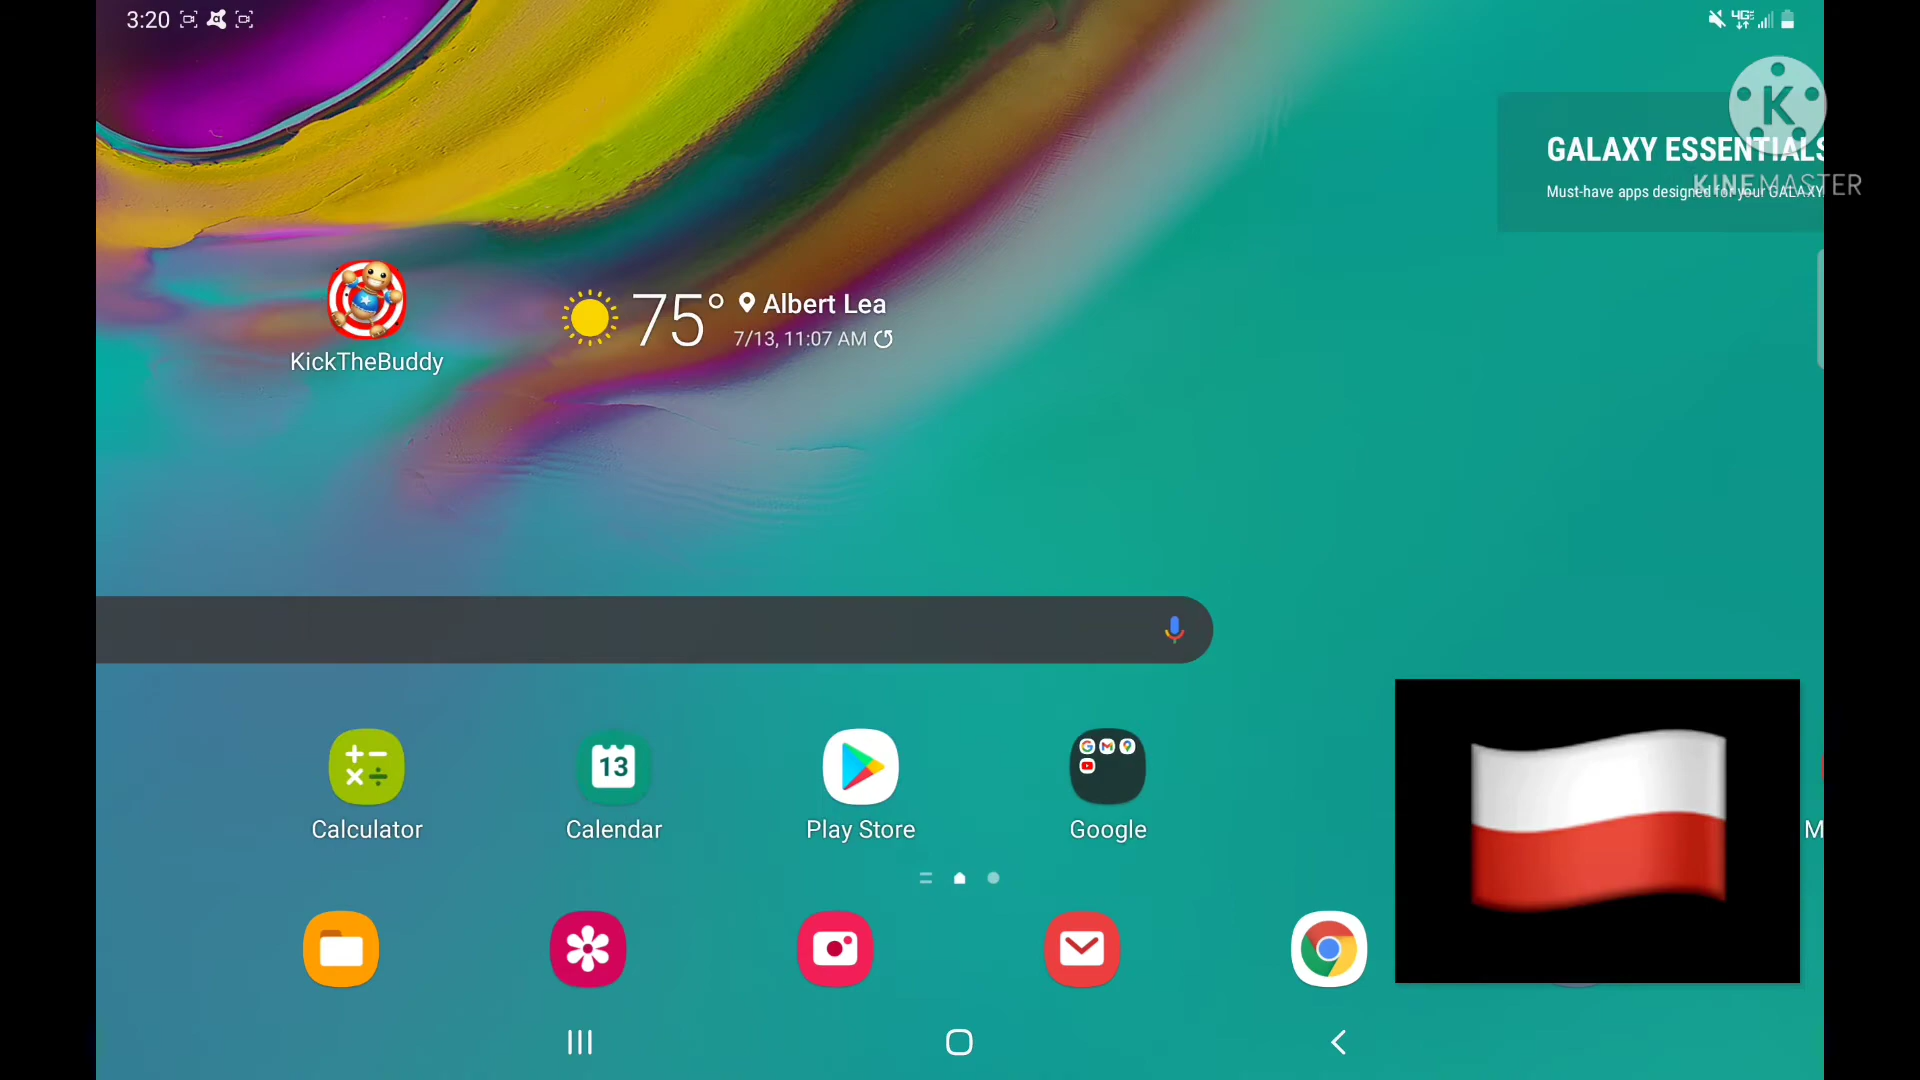 3:20
4G
K
GALAXY ESSENTIALS
KINEMASTER
Must-have apps designed for your GALAXY
75° Albert Lea
7/13, 11:07 AM
KickTheBuddy
13
Calculator
Calendar
Play Store
Google
M